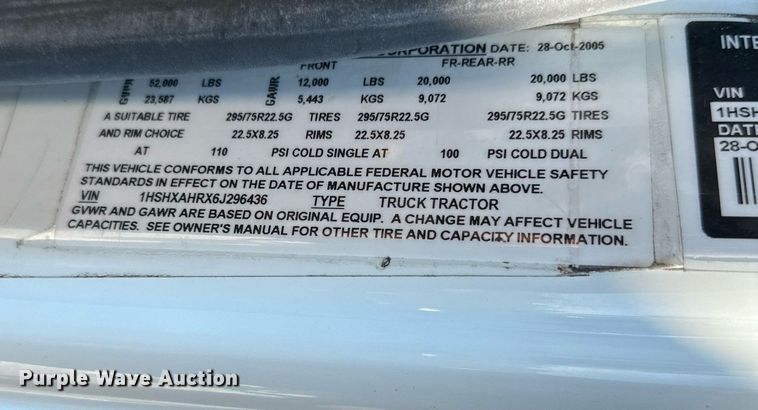 CORPORATION DATE: 28-Oct-2005
FRONT FR-REAR-RR
GVWR 52,000 LBS GAWR 12,000 LBS 20,000 20,000 LBS
23,587 KGS 5,443 KGS 9,072 9,072 KGS
A SUITABLE TIRE 295/75R22.5G TIRES 295/75R22.5G 295/75R22.5G TIRES
AND RIM CHOICE 22.5X8.25 RIMS 22.5X8.25 22.5X8.25 RIMS
AT 110 PSI COLD SINGLE AT 100 PSI COLD DUAL
THIS VEHICLE CONFORMS TO ALL APPLICABLE FEDERAL MOTOR VEHICLE SAFETY
STANDARDS IN EFFECT ON THE DATE OF MANUFACTURE SHOWN ABOVE.
VIN 1HSHXAHRX6J296436 TYPE TRUCK TRACTOR
GVWR AND GAWR ARE BASED ON ORIGINAL EQUIP. A CHANGE MAY AFFECT VEHICLE
CAPACITIES. SEE OWNER'S MANUAL FOR OTHER TIRE AND CAPACITY INFORMATION.
INTE
VIN
1HSH
DATE
28-O
Purple Wave Auction